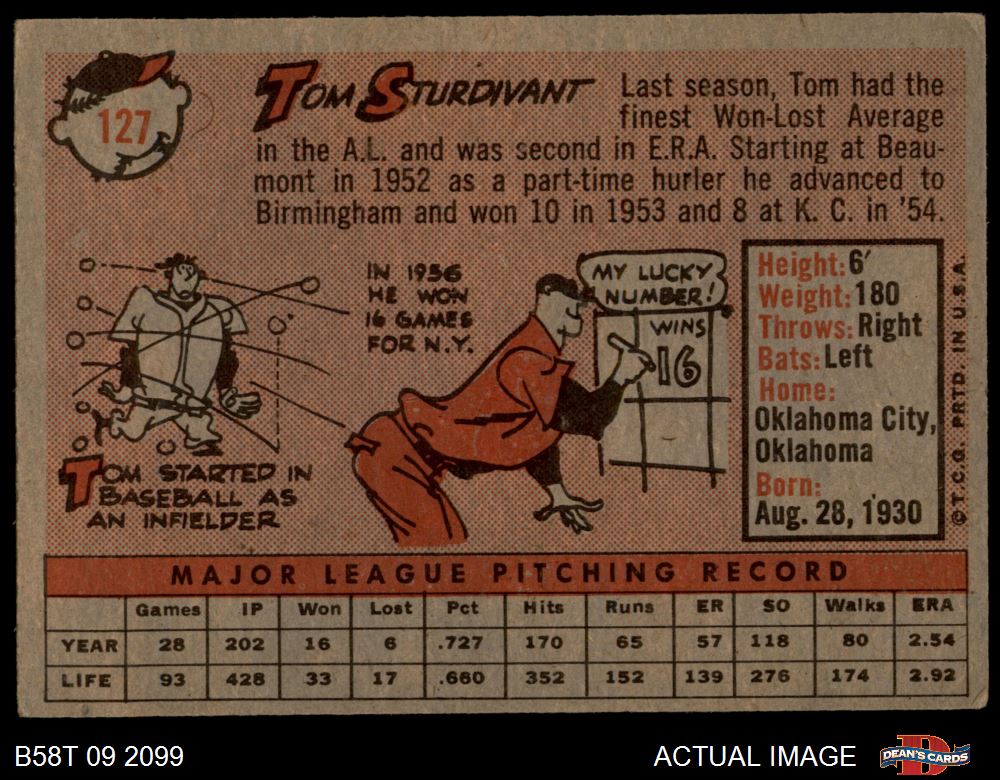 127
TOM STURDIVANT
Last season, Tom had the
finest Won-Lost Average
in the A.L. and was second in E.R.A. Starting at Beau-
mont in 1952 as a part-time hurler he advanced to
Birmingham and won 10 in 1953 and 8 at K. C. in '54.
TOM STARTED IN
BASEBALL AS
AN INFIELDER
IN 1956
HE WON
16 GAMES
FOR N.Y.
MY LUCKY
NUMBER!
WINS
16
Height: 6'
Weight: 180
Throws: Right
Bats: Left
Home:
Oklahoma City,
Oklahoma
Born:
Aug. 28, 1930
© T.C.G. PRTD. IN U.S.A.
MAJOR LEAGUE PITCHING RECORD
Games IP Won Lost Pct Hits Runs ER SO Walks ERA
YEAR 28 202 16 6 .727 170 65 57 118 80 2.54
LIFE 93 428 33 17 .660 352 152 139 276 174 2.92
B58T 09 2099
ACTUAL IMAGE
D
DEAN'S CARDS